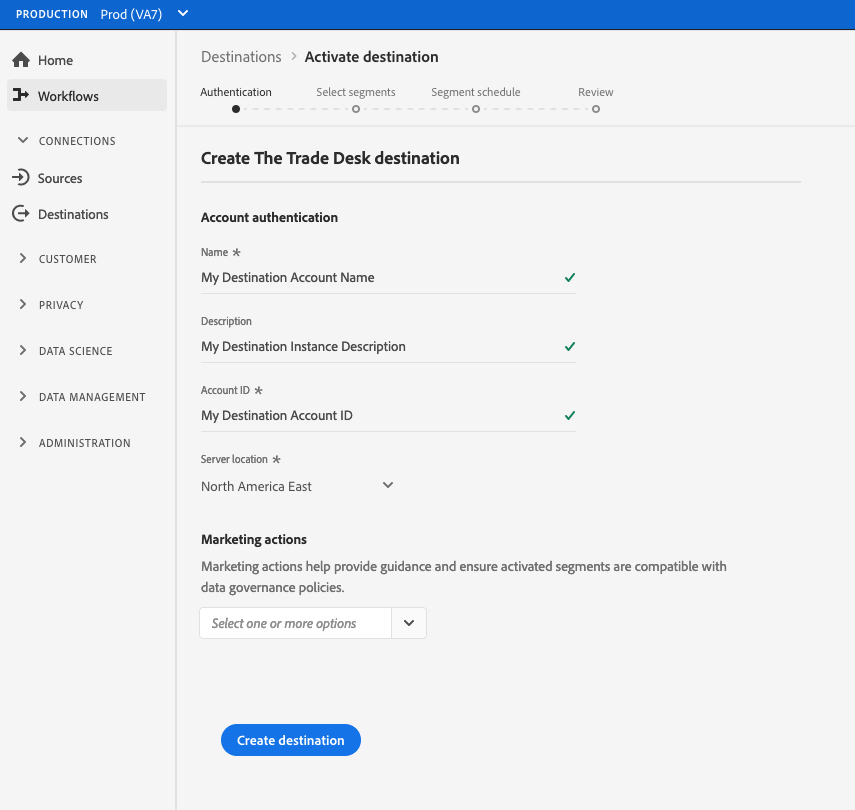 PRODUCTION Prod (VA7)
Home
Workflows
CONNECTIONS
Sources
Destinations
CUSTOMER
PRIVACY
DATA SCIENCE
DATA MANAGEMENT
ADMINISTRATION
Destinations > Activate destination
Authentication Select segments Segment schedule Review
Create The Trade Desk destination
Account authentication
Name *
My Destination Account Name
Description
My Destination Instance Description
Account ID *
My Destination Account ID
Server location *
North America East
Marketing actions
Marketing actions help provide guidance and ensure activated segments are compatible with
data governance policies.
Select one or more options
Create destination